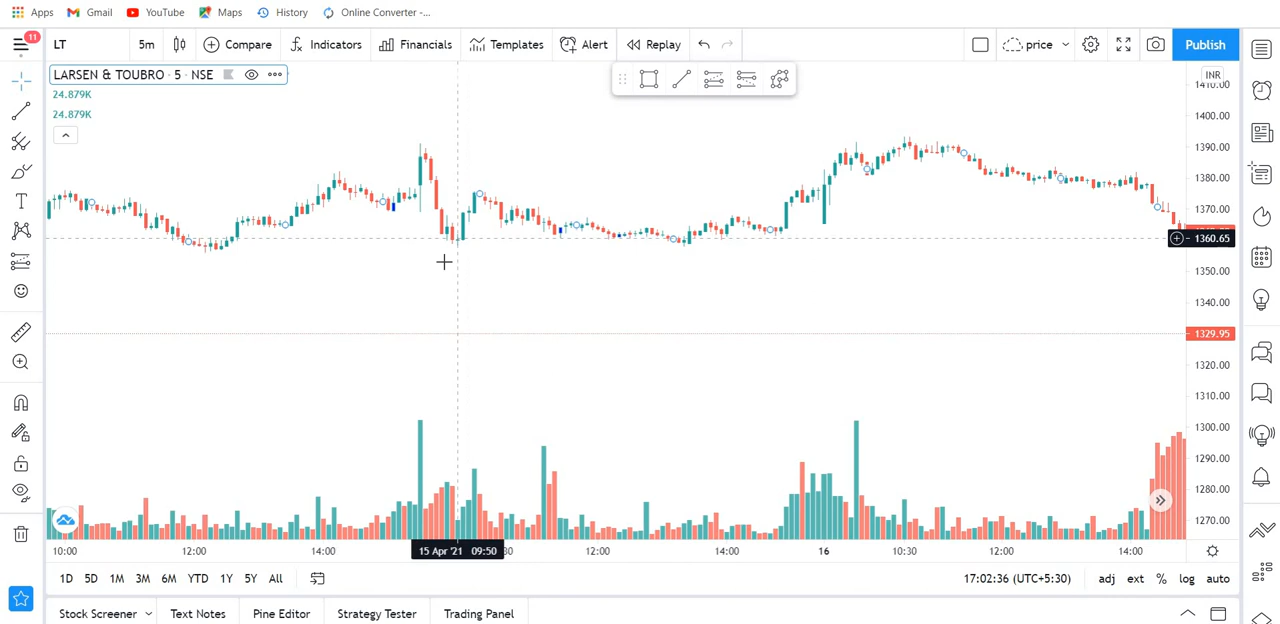 Apps Gmail YouTube Maps History Online Converter -...
11
LT 5m Compare Indicators Financials Templates Alert Replay price Publish
LARSEN & TOUBRO · 5 · NSE
24.879K
24.879K
INR
1410.00
1400.00
1390.00
1380.00
1370.00
1360.65
1350.00
1340.00
1329.95
1320.00
1310.00
1300.00
1290.00
1280.00
1270.00
10:00 12:00 14:00 15 Apr '21 09:50 :30 12:00 14:00 16 10:30 12:00 14:00
1D 5D 1M 3M 6M YTD 1Y 5Y All 17:02:36 (UTC+5:30) adj ext % log auto
Stock Screener Text Notes Pine Editor Strategy Tester Trading Panel